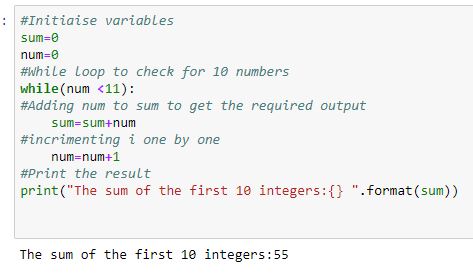 :
#Initiaise variables
sum=0
num=0
#While loop to check for 10 numbers
while(num <11):
#Adding num to sum to get the required output
    sum=sum+num
#incrimenting i one by one
    num=num+1
#Print the result
print("The sum of the first 10 integers:{} ".format(sum))
The sum of the first 10 integers:55